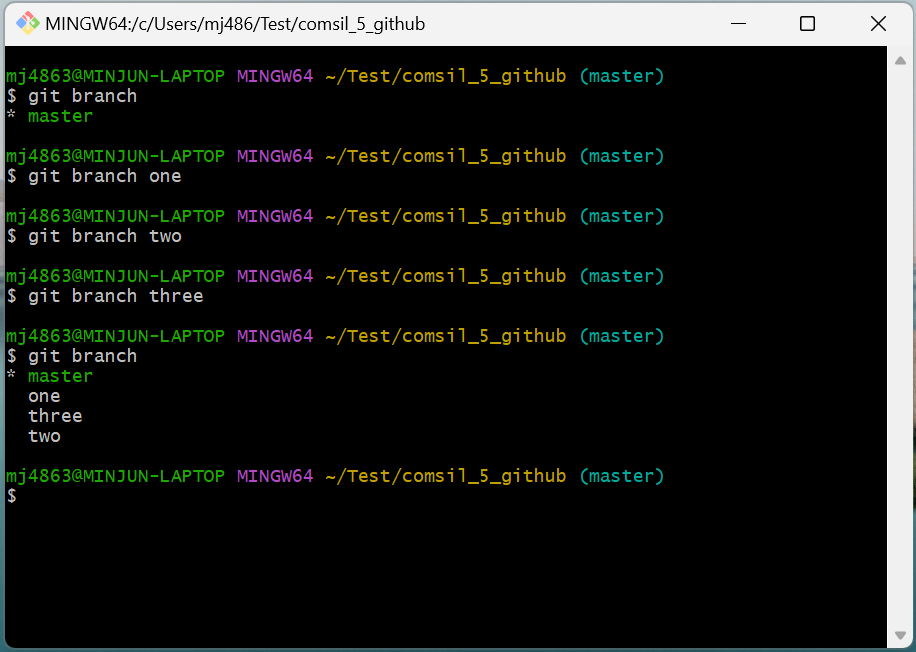 MINGW64:/c/Users/mj486/Test/comsil_5_github
mj4863@MINJUN-LAPTOP MINGW64 ~/Test/comsil_5_github (master)
$ git branch
* master
mj4863@MINJUN-LAPTOP MINGW64 ~/Test/comsil_5_github (master)
$ git branch one
mj4863@MINJUN-LAPTOP MINGW64 ~/Test/comsil_5_github (master)
$ git branch two
mj4863@MINJUN-LAPTOP MINGW64 ~/Test/comsil_5_github (master)
$ git branch three
mj4863@MINJUN-LAPTOP MINGW64 ~/Test/comsil_5_github (master)
$ git branch
* master
  one
  three
  two
mj4863@MINJUN-LAPTOP MINGW64 ~/Test/comsil_5_github (master)
$